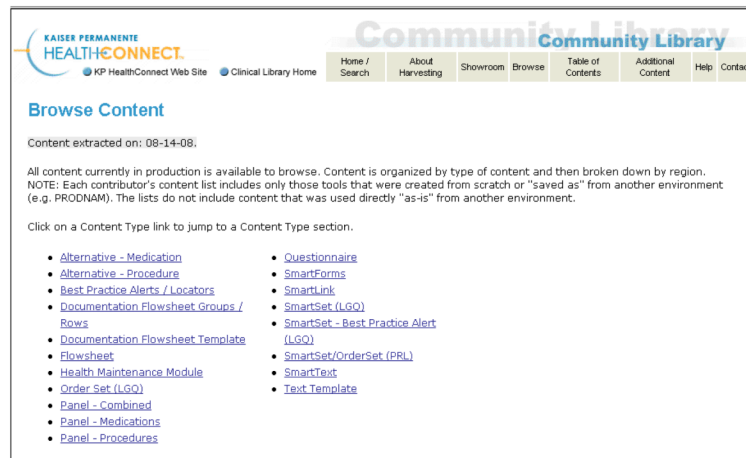 Community Library
KAISER PERMANENTE
HEALTHCONNECT.
Community Library
KP HealthConnect Web Site Clinical Library Home
Home / Search About Harvesting Showroom Browse Table of Contents Additional Content Help Contac
Browse Content
Content extracted on: 08-14-08.
All content currently in production is available to browse. Content is organized by type of content and then broken down by region.
NOTE: Each contributor's content list includes only those tools that were created from scratch or "saved as" from another environment
(e.g. PRODNAM). The lists do not include content that was used directly "as-is" from another environment.
Click on a Content Type link to jump to a Content Type section.
Alternative - Medication
Alternative - Procedure
Best Practice Alerts / Locators
Documentation Flowsheet Groups /
Rows
Documentation Flowsheet Template
Flowsheet
Health Maintenance Module
Order Set (LGQ)
Panel - Combined
Panel - Medications
Panel - Procedures
Questionnaire
SmartForms
SmartLink
SmartSet (LGQ)
SmartSet - Best Practice Alert
(LGQ)
SmartSet/OrderSet (PRL)
SmartText
Text Template